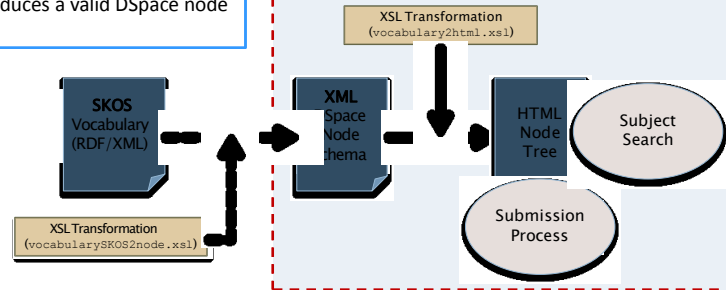 duces a valid DSpace node
XSL Transformation
(vocabulary2html.xsl)
SKOS
Vocabulary
(RDF/XML)
XML
Space
Node
chema
HTML
Node
Tree
Subject
Search
Submission
Process
XSL Transformation
(vocabularySKOS2node.xsl)